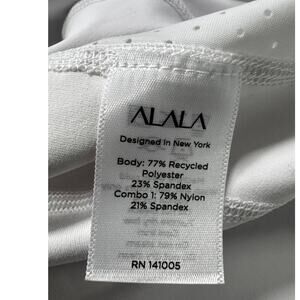 ALALA
Designed in New York
Body: 77% Recycled
Polyester
23% Spandex
Combo 1: 79% Nylon
21% Spandex
RN 141005